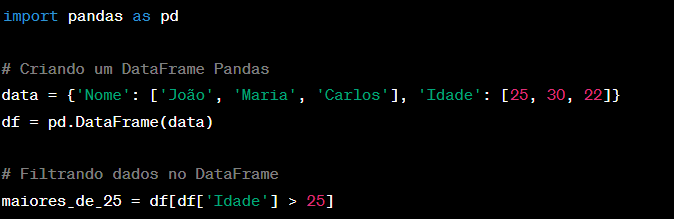 import pandas as pd
# Criando um DataFrame Pandas
data = {'Nome': ['João', 'Maria', 'Carlos'], 'Idade': [25, 30, 22]}
df = pd.DataFrame(data)
# Filtrando dados no DataFrame
maiores_de_25 = df[df['Idade'] > 25]